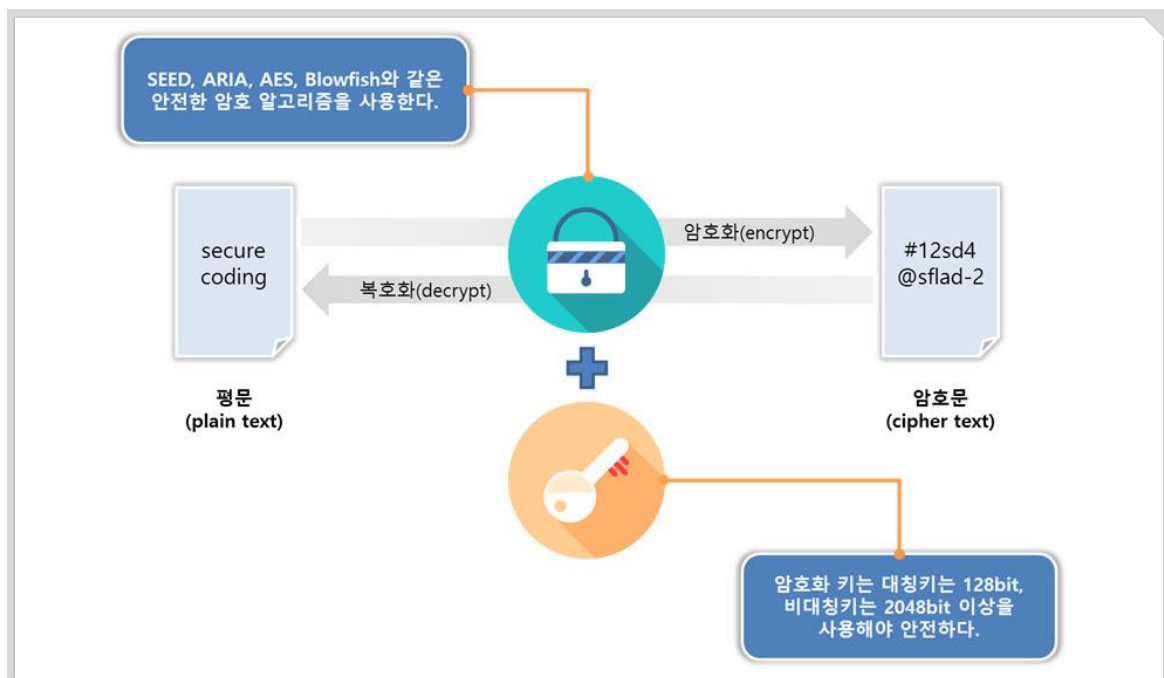 SEED, ARIA, AES, Blowfish와 같은
안전한 암호 알고리즘을 사용한다.
secure
coding
암호화(encrypt)
복호화(decrypt)
#12sd4
@sflad-2
평문
(plain text)
암호문
(cipher text)
암호화 키는 대칭키는 128bit,
비대칭키는 2048bit 이상을
사용해야 안전하다.